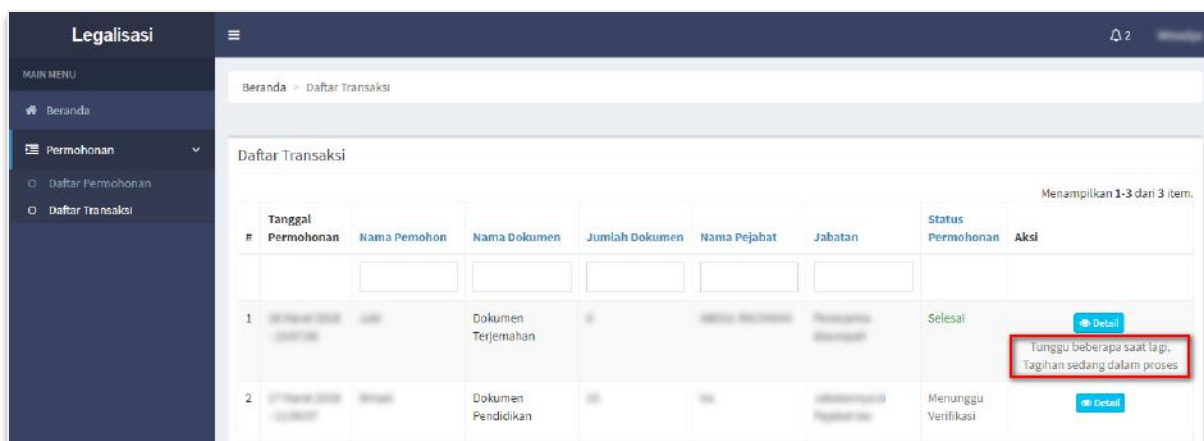 Legalisasi
2
MAIN MENU
Beranda
Permohonan
Daftar Permohonan
Daftar Transaksi
Beranda > Daftar Transaksi
Daftar Transaksi
Menampilkan 1-3 dari 3 item.
# Tanggal Permohonan Nama Pemohon Nama Dokumen Jumlah Dokumen Nama Pejabat Jabatan Status Permohonan Aksi
1 Dokumen Terjemahan Selesai Detail
Tunggu beberapa saat lagi,
Tagihan sedang dalam proses
2 Dokumen Pendidikan Menunggu Verifikasi Detail